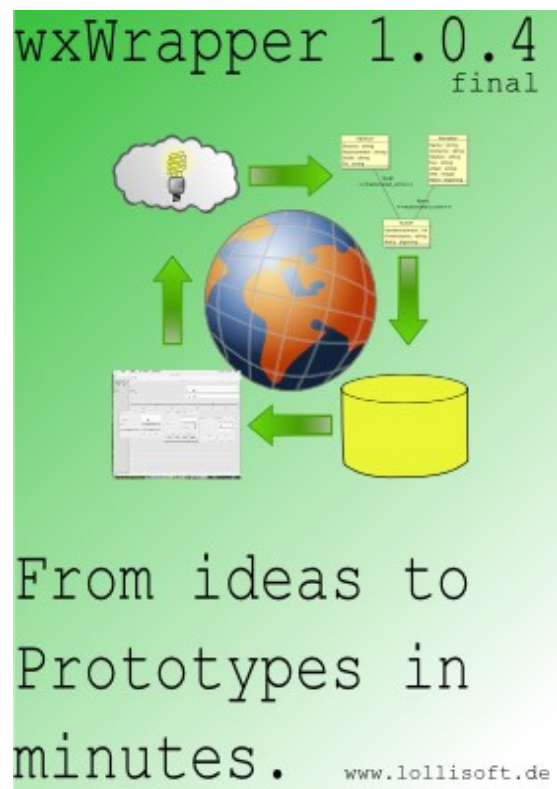 wxWrapper 1.0.4
final
From ideas to
Prototypes in
minutes.
www.lollisoft.de